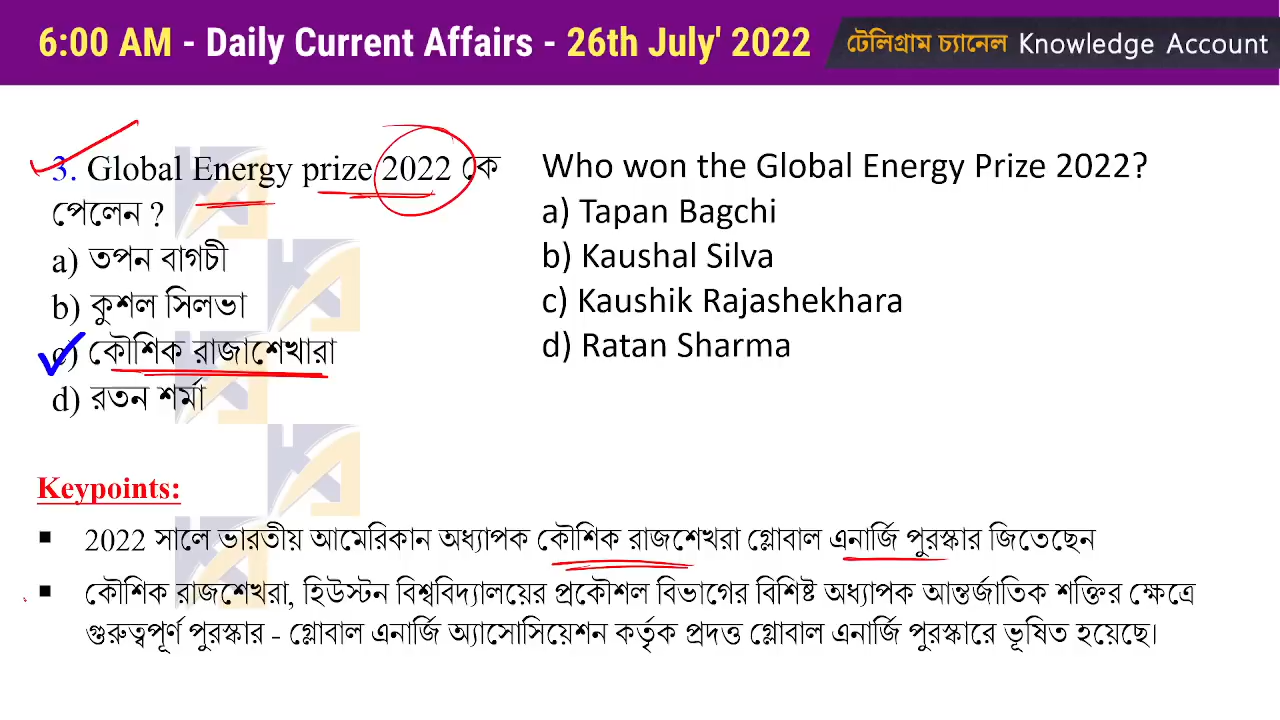 6:00 AM - Daily Current Affairs - 26th July' 2022
টেলিগ্রাম চ্যানেল Knowledge Account
3. Global Energy prize 2022 কে
পেলেন ?
a) তপন বাগচী
b) কুশল সিলভা
c) কৌশিক রাজাশেখারা
d) রতন শর্মা
Who won the Global Energy Prize 2022?
a) Tapan Bagchi
b) Kaushal Silva
c) Kaushik Rajashekhara
d) Ratan Sharma
Keypoints:
▪ 2022 সালে ভারতীয় আমেরিকান অধ্যাপক কৌশিক রাজশেখরা গ্লোবাল এনার্জি পুরস্কার জিতেছেন
▪ কৌশিক রাজশেখরা, হিউস্টন বিশ্ববিদ্যালয়ের প্রকৌশল বিভাগের বিশিষ্ট অধ্যাপক আন্তর্জাতিক শক্তির ক্ষেত্রে
গুরুত্বপূর্ণ পুরস্কার - গ্লোবাল এনার্জি অ্যাসোসিয়েশন কর্তৃক প্রদত্ত গ্লোবাল এনার্জি পুরস্কারে ভূষিত হয়েছে।